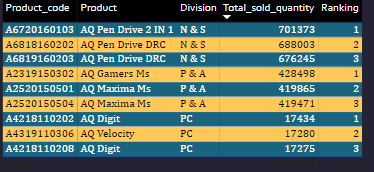 Product_code Product Division Total_sold_quantity Ranking
A6720160103 AQ Pen Drive 2 IN 1 N & S 701373 1
A6818160202 AQ Pen Drive DRC N & S 688003 2
A6819160203 AQ Pen Drive DRC N & S 676245 3
A2319150302 AQ Gamers Ms P & A 428498 1
A2520150501 AQ Maxima Ms P & A 419865 2
A2520150504 AQ Maxima Ms P & A 419471 3
A4218110202 AQ Digit PC 17434 1
A4319110306 AQ Velocity PC 17280 2
A4218110208 AQ Digit PC 17275 3